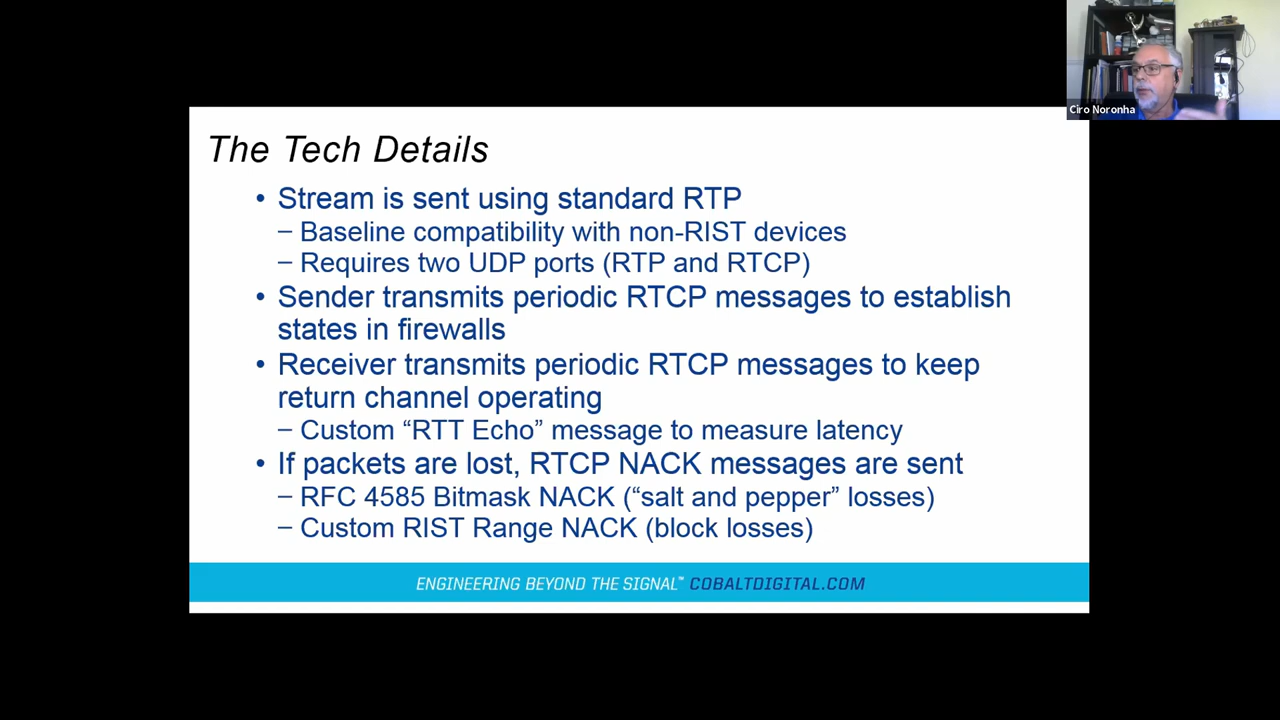 Ciro Noronha
The Tech Details
• Stream is sent using standard RTP
– Baseline compatibility with non-RIST devices
– Requires two UDP ports (RTP and RTCP)
• Sender transmits periodic RTCP messages to establish
states in firewalls
• Receiver transmits periodic RTCP messages to keep
return channel operating
– Custom “RTT Echo” message to measure latency
• If packets are lost, RTCP NACK messages are sent
– RFC 4585 Bitmask NACK (“salt and pepper” losses)
– Custom RIST Range NACK (block losses)
ENGINEERING BEYOND THE SIGNAL™ COBALTDIGITAL.COM